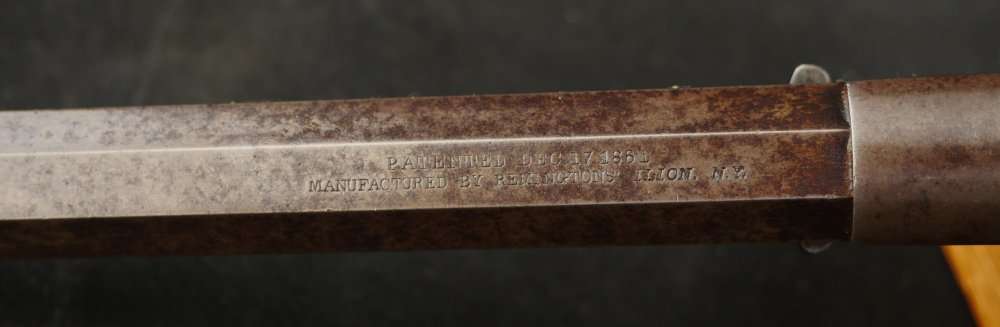 PATENTED DEC. 17 1861
MANUFACTURED BY REMINGTONS' ILION, N.Y.